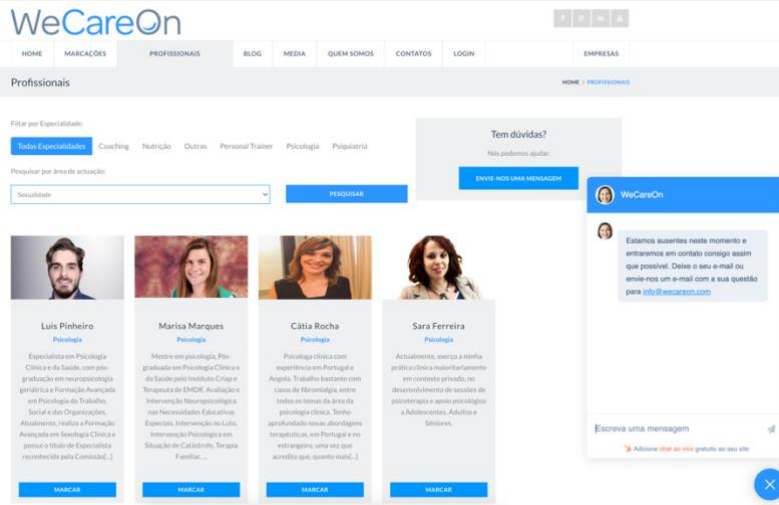 WeCareOn
HOME MARCAÇÕES PROFISSIONAIS BLOG MEDIA QUEM SOMOS CONTATOS LOGIN EMPRESAS
Profissionais
HOME / PROFISSIONAIS
Filtar por Especialidade:
Todas Especialidades Coaching Nutrição Outras Personal Trainer Psicologia Psiquiatria
Pesquisar por área de actuação:
Sexualidade
PESQUISAR
Tem dúvidas?
Nós podemos ajudar.
ENVIE-NOS UMA MENSAGEM
Luis Pinheiro
Psicologia
Especialista em Psicologia
Clínica e da Saúde, com pós-
graduação em neuropsicologia
geriátrica e Formação Avançada
em Psicologia do Trabalho,
Social e das Organizações.
Atualmente, realiza a Formação
Avançada em Sexologia Clínica e
possui o título de Especialista
reconhecido pela Comissão[...]
MARCAR
Marisa Marques
Psicologia
Mestre em psicologia, Pós-
graduada em Psicologia Clínica e
da Saúde pelo Instituto Criap e
Terapeuta de EMDR. Avaliação e
Intervenção Neuropsicológica
nas Necessidades Educativas
Especiais, Intervenção no Luto,
Intervenção Psicológica em
Situação de Catástrofe, Terapia
Familiar, ...
MARCAR
Cátia Rocha
Psicologia
Psicóloga clínica com
experiência em Portugal e
Angola. Trabalho bastante com
casos de fibromialgia, entre
todos os temas da área da
psicologia clínica. Tenho
aprofundado novas abordagens
terapêuticas, em Portugal e no
estrangeiro, uma vez que
acredito que, quanto mais[...]
MARCAR
Sara Ferreira
Psicologia
Actualmente, exerço a minha
prática clínica maioritariamente
em contexto privado, no
desenvolvimento de sessões de
psicoterapia e apoio psicológico
a Adolescentes, Adultos e
Séniores.
MARCAR
WeCareOn
Estamos ausentes neste momento e
entraremos em contato consigo assim
que possível. Deixe o seu e-mail ou
envie-nos um e-mail com a sua questão
para info@wecareon.com
Escreva uma mensagem
Adicione chat ao vivo gratuito ao seu site